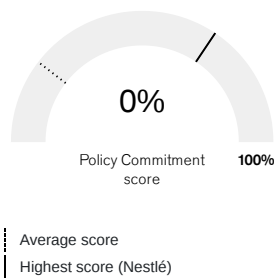 0%
Policy Commitment 100%
score
Average score
Highest score (Nestlé)